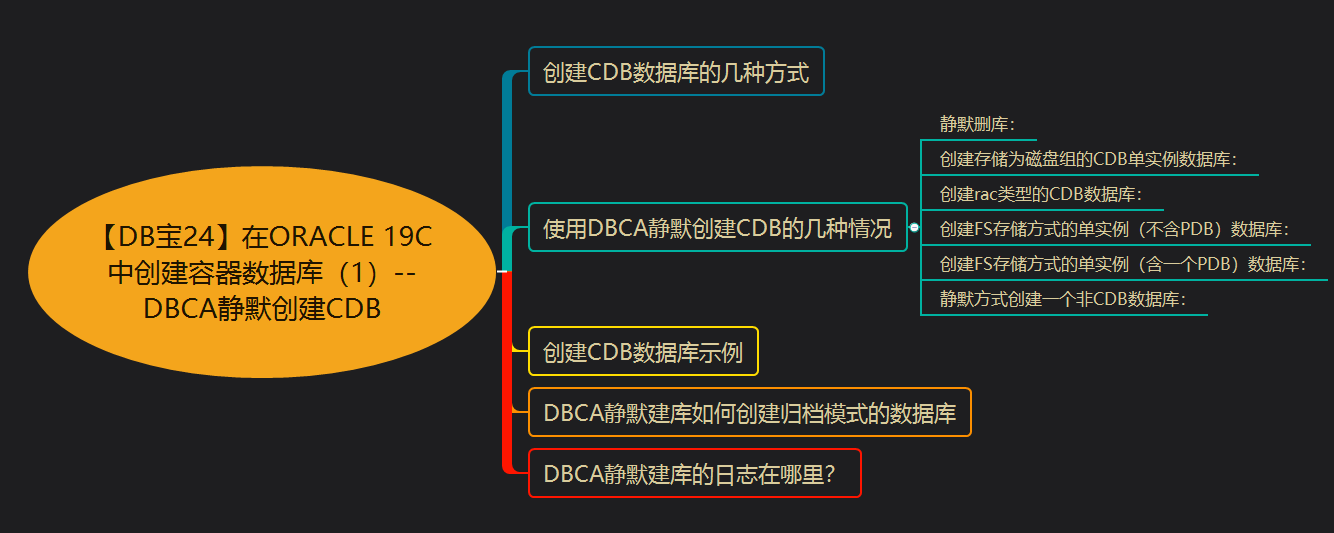 【DB宝24】在ORACLE 19C
中创建容器数据库（1）--
DBCA静默创建CDB
创建CDB数据库的几种方式
使用DBCA静默创建CDB的几种情况
静默删库：
创建存储为磁盘组的CDB单实例数据库：
创建rac类型的CDB数据库：
创建FS存储方式的单实例（不含PDB）数据库：
创建FS存储方式的单实例（含一个PDB）数据库：
静默方式创建一个非CDB数据库：
创建CDB数据库示例
DBCA静默建库如何创建归档模式的数据库
DBCA静默建库的日志在哪里？